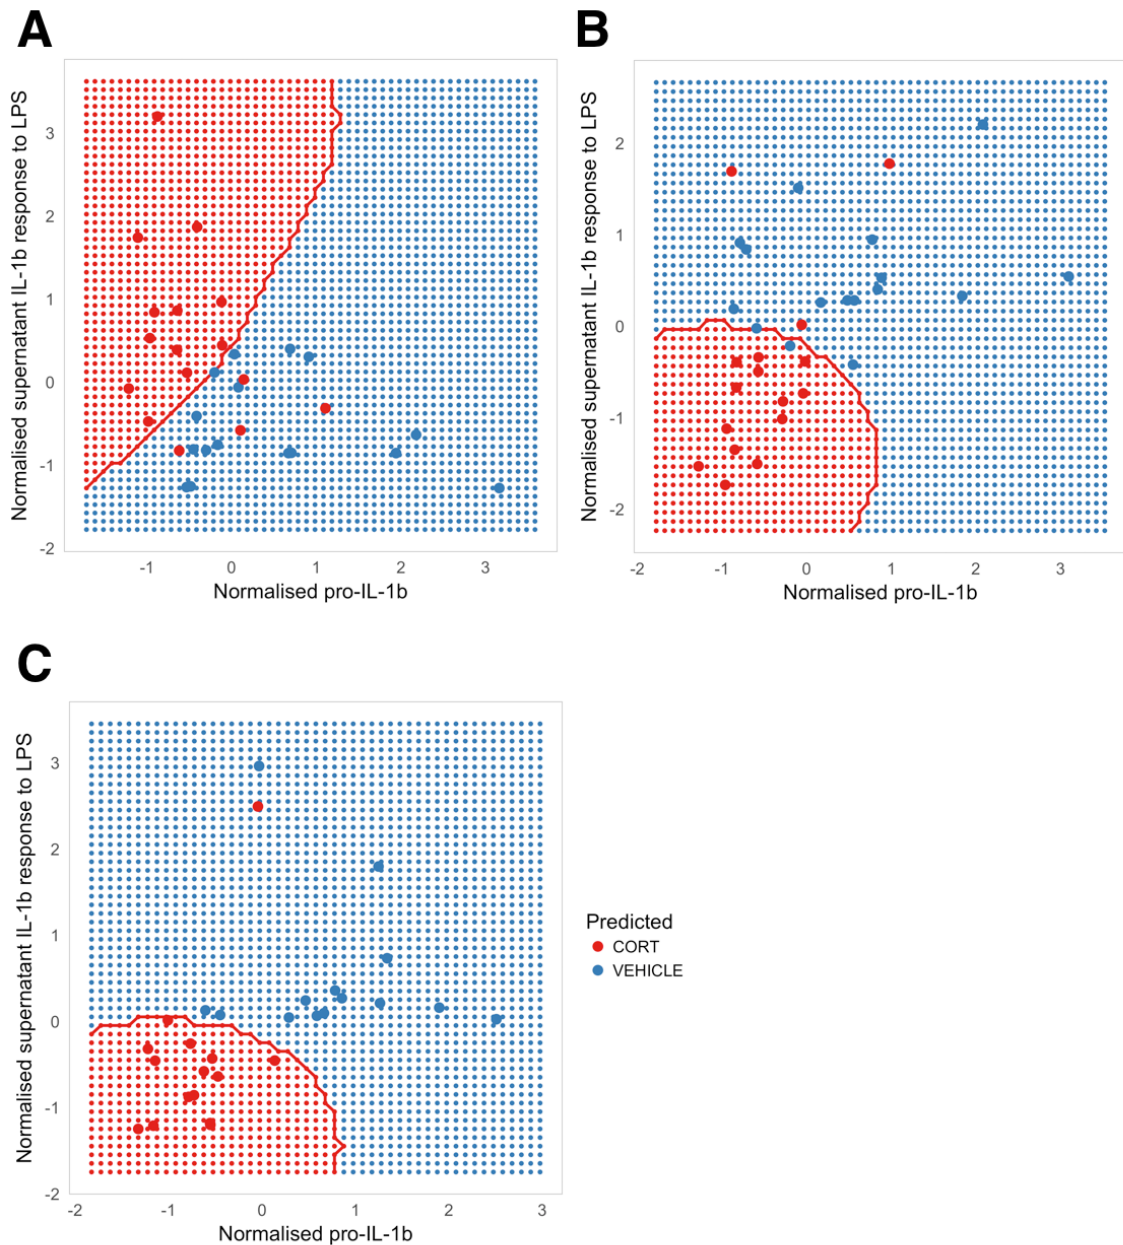 A
Normalised supernatant IL-1b response to LPS
3
2
1
0
-1
-2
-1 0 1 2 3
Normalised pro-IL-1b
B
Normalised supernatant IL-1b response to LPS
2
1
0
-1
-2
-2 -1 0 1 2 3
Normalised pro-IL-1b
C
Normalised supernatant IL-1b response to LPS
3
2
1
0
-1
-2
-2 -1 0 1 2 3
Normalised pro-IL-1b
Predicted
CORT
VEHICLE